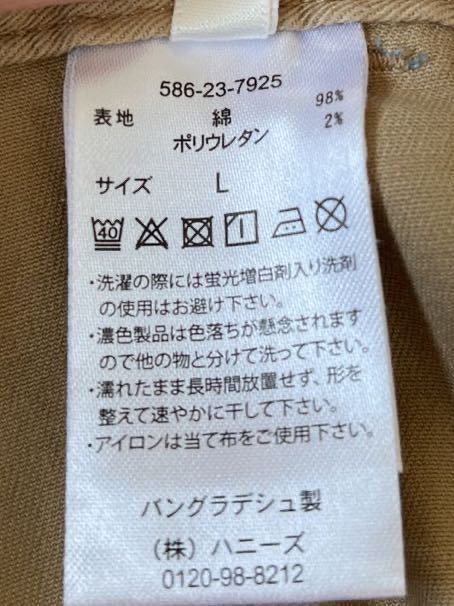 586-23-7925
表地 綿 98%
ポリウレタン 2%
サイズ L
40
・洗濯の際には蛍光増白剤入り洗剤
の使用はお避け下さい。
・濃色製品は色落ちが懸念されます
ので他の物と分けて洗って下さい。
・濡れたまま長時間放置せず、形を
整えて速やかに干して下さい。
・アイロンは当て布をご使用下さい。
バングラデシュ製
（株）ハニーズ
0120-98-8212